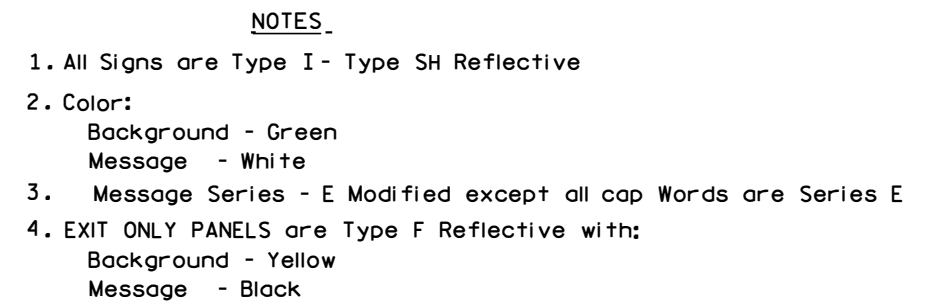 NOTES
1. All Signs are Type I - Type SH Reflective
2. Color:
Background - Green
Message - White
3. Message Series - E Modified except all cap Words are Series E
4. EXIT ONLY PANELS are Type F Reflective with:
Background - Yellow
Message - Black